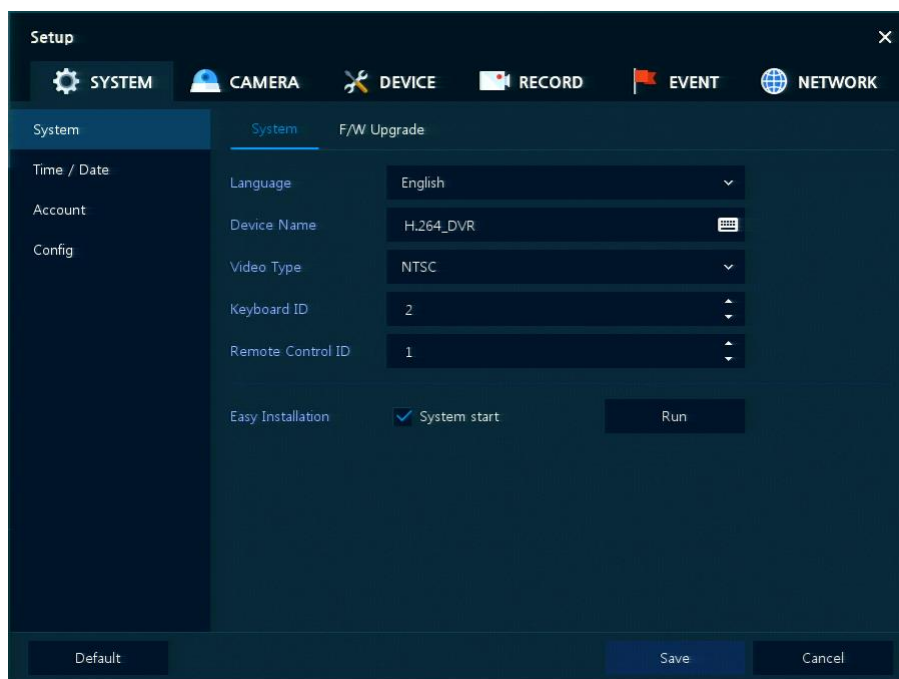 Setup
SYSTEM CAMERA DEVICE RECORD EVENT NETWORK
System
Time / Date
Account
Config
System F/W Upgrade
Language English
Device Name H.264_DVR
Video Type NTSC
Keyboard ID 2
Remote Control ID 1
Easy Installation System start Run
Default Save Cancel